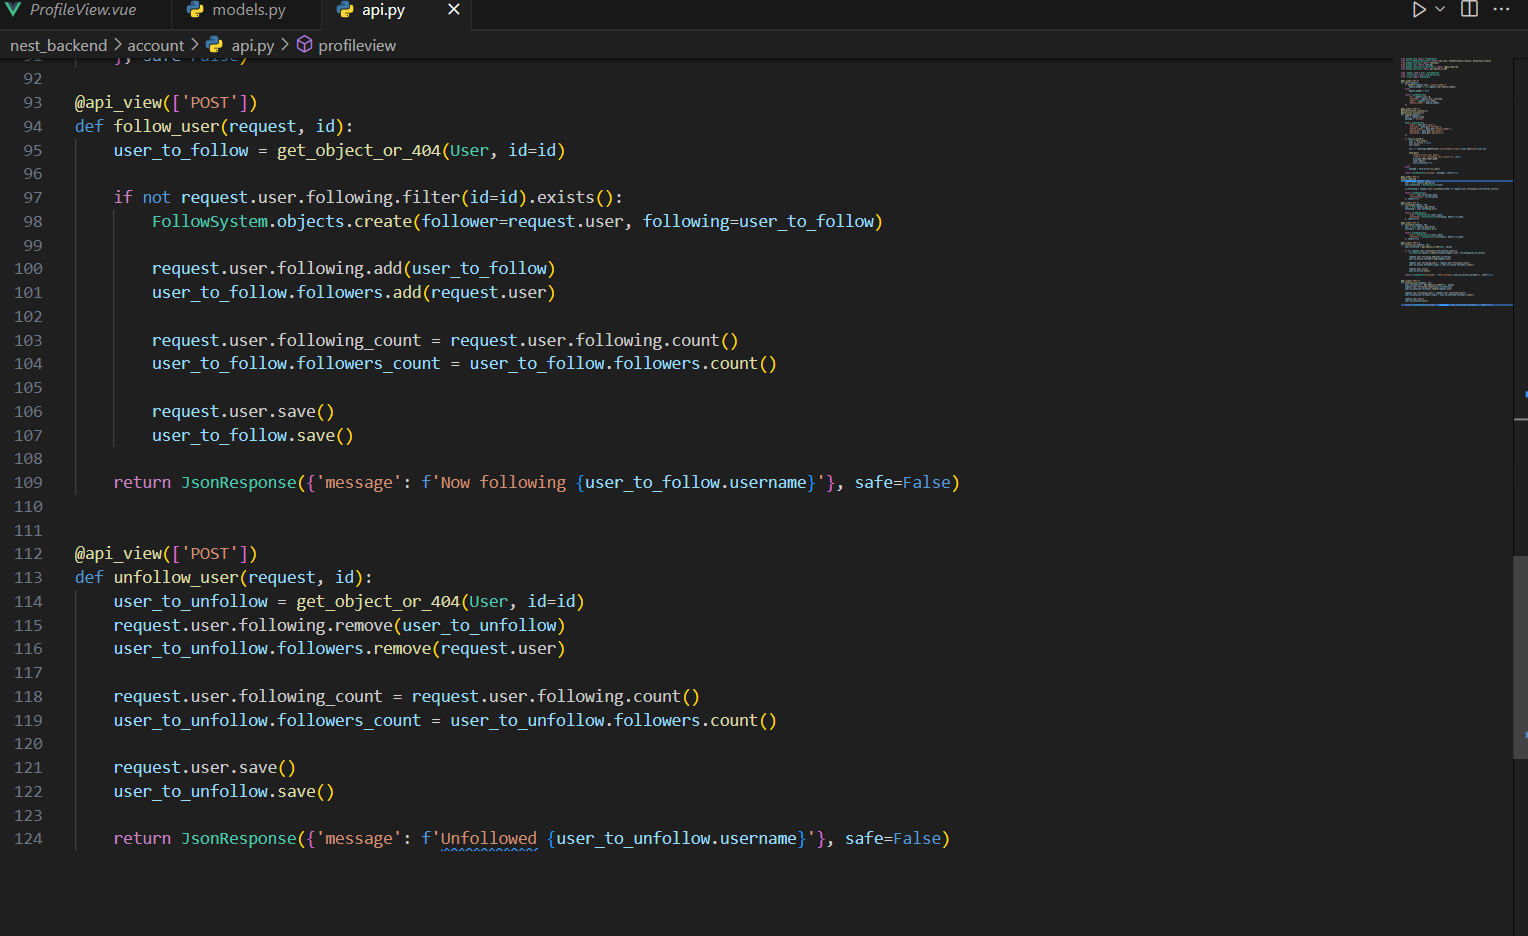 ProfileView.vue models.py api.py
nest_backend > account > api.py > profileview
92
93 @api_view(['POST'])
94 def follow_user(request, id):
95 user_to_follow = get_object_or_404(User, id=id)
96
97 if not request.user.following.filter(id=id).exists():
98 FollowSystem.objects.create(follower=request.user, following=user_to_follow)
99
100 request.user.following.add(user_to_follow)
101 user_to_follow.followers.add(request.user)
102
103 request.user.following_count = request.user.following.count()
104 user_to_follow.followers_count = user_to_follow.followers.count()
105
106 request.user.save()
107 user_to_follow.save()
108
109 return JsonResponse({'message': f'Now following {user_to_follow.username}'}, safe=False)
110
111
112 @api_view(['POST'])
113 def unfollow_user(request, id):
114 user_to_unfollow = get_object_or_404(User, id=id)
115 request.user.following.remove(user_to_unfollow)
116 user_to_unfollow.followers.remove(request.user)
117
118 request.user.following_count = request.user.following.count()
119 user_to_unfollow.followers_count = user_to_unfollow.followers.count()
120
121 request.user.save()
122 user_to_unfollow.save()
123
124 return JsonResponse({'message': f'Unfollowed {user_to_unfollow.username}'}, safe=False)